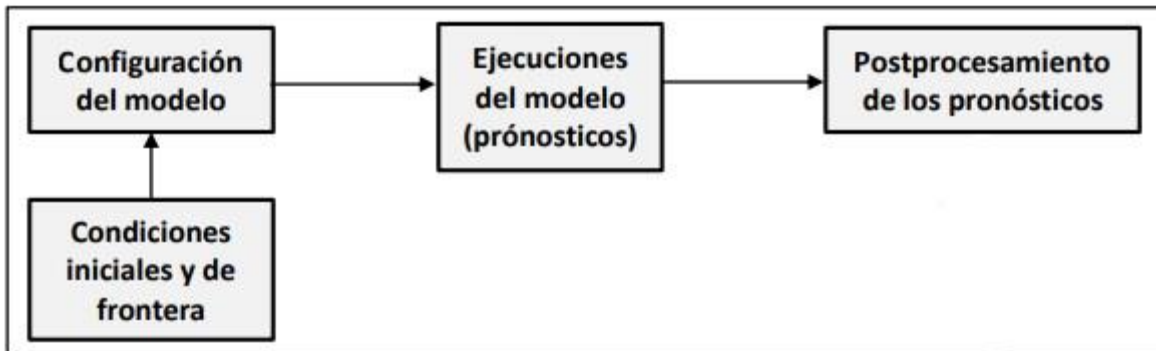 Configuración
del modelo
Ejecuciones
del modelo
(prónosticos)
Postprocesamiento
de los pronósticos
Condiciones
iniciales y de
frontera